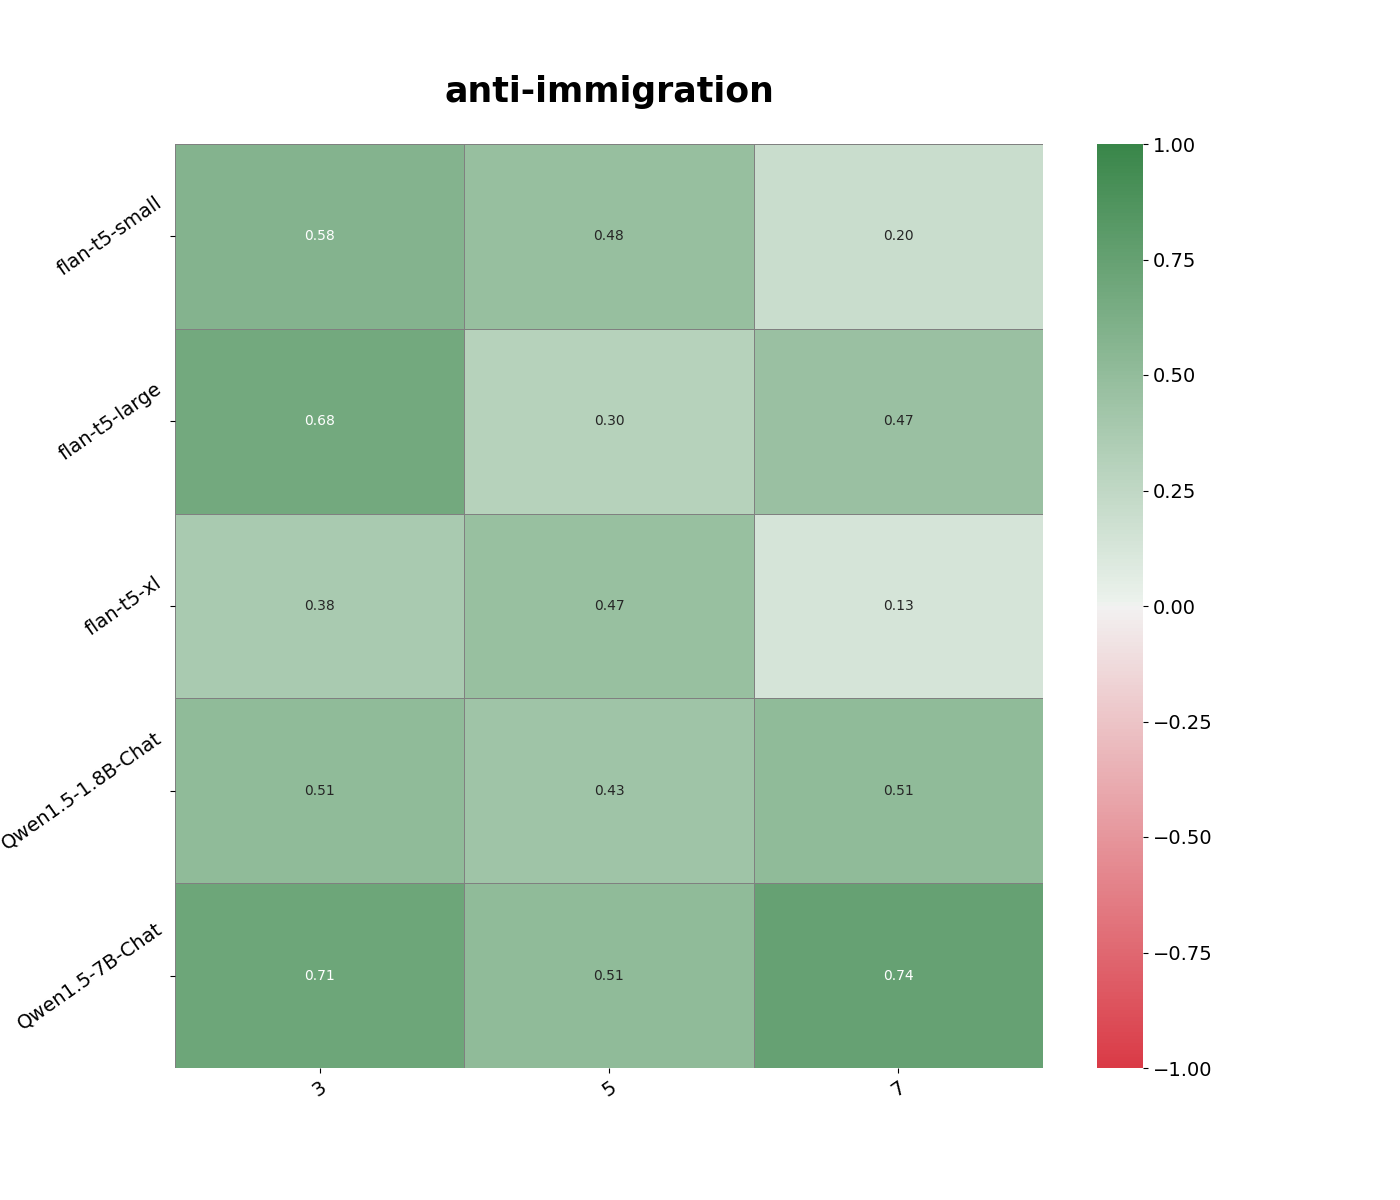 anti-immigration
flan-t5-small 0.58 0.48 0.20
flan-t5-large 0.68 0.30 0.47
flan-t5-xl 0.38 0.47 0.13
Qwen1.5-1.8B-Chat 0.51 0.43 0.51
Qwen1.5-7B-Chat 0.71 0.51 0.74
3 5 7
1.00
0.75
0.50
0.25
0.00
−0.25
−0.50
−0.75
−1.00